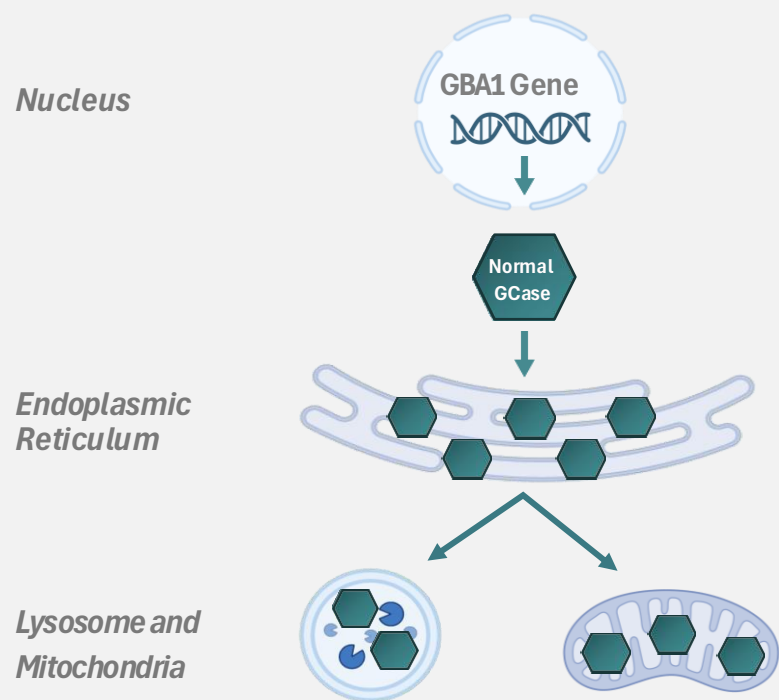 Nucleus
GBA1 Gene
Normal
GCase
Endoplasmic
Reticulum
Lysosome and
Mitochondria